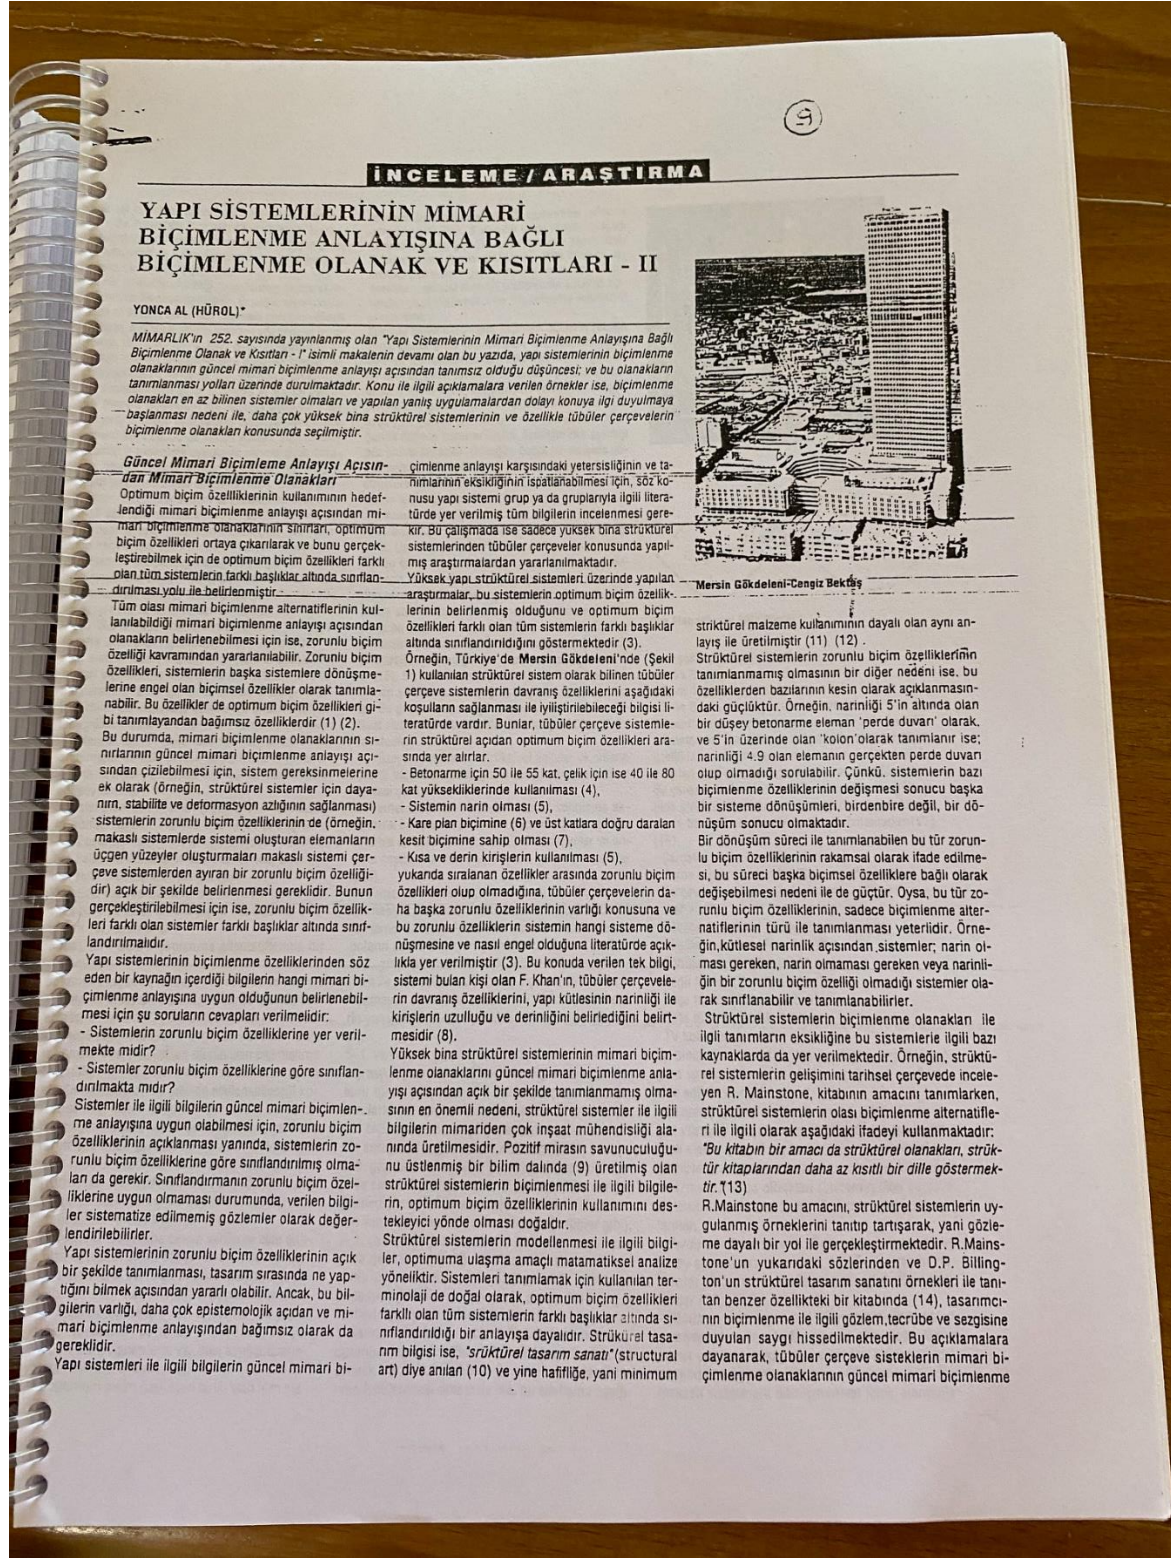 9
İNCELEME/ARAŞTIRMA
YAPI SİSTEMLERİNİN MİMARİ
BİÇİMLENME ANLAYIŞINA BAĞLI
BİÇİMLENME OLANAK VE KISITLARI - II
YONCA AL (HÜROL)*
MİMARLIK'ın 252. sayısında yayınlanmış olan "Yapı Sistemlerinin Mimari Biçimlenme Anlayışına Bağlı
Biçimlenme Olanak ve Kısıtları - I" isimli makalenin devamı olan bu yazıda, yapı sistemlerinin biçimlenme
olanaklarının güncel mimari biçimlenme anlayışı açısından tanımsız olduğu düşüncesi; ve bu olanakların
tanımlanması yolları üzerinde durulmaktadır. Konu ile ilgili açıklamalara verilen örnekler ise, biçimlenme
olanakları en az bilinen sistemler olmaları ve yapılan yanlış uygulamalardan dolayı konuya ilgi duyulmaya
başlanması nedeni ile, daha çok yüksek bina strüktürel sistemlerinin ve özellikle tübüler çerçevelerin
biçimlenme olanakları konusunda seçilmiştir.
Güncel Mimari Biçimleme Anlayışı Açısın-
dan Mimari Biçimlenme Olanakları
Optimum biçim özellliklerinin kullanımının hedef-
lendiği mimari biçimlenme anlayışı açısından mi-
mari biçimlenme olanaklarının sınırları, optimum
biçim özellikleri ortaya çıkarılarak ve bunu gerçek-
leştirebilmek için de optimum biçim özellikleri farklı
olan tüm sistemlerin farklı başlıklar altında sınıflan-
dırılması yolu ile belirlenmiştir.
Tüm olası mimari biçimlenme alternatiflerinin kul-
lanılabildiği mimari biçimlenme anlayışı açısından
olanakların belirlenebilmesi için ise, zorunlu biçim
özelliği kavramından yararlanılabilir. Zorunlu biçim
özellikleri, sistemlerin başka sistemlere dönüşme-
lerine engel olan biçimsel özellikler olarak tanımla-
nabilir. Bu özellikler de optimum biçim özellikleri gi-
bi tanımlayandan bağımsız özelliklerdir (1) (2).
Bu durumda, mimari biçimlenme olanaklarının sı-
nırlarının güncel mimari biçimlenme anlayışı açı-
sından çizilebilmesi için, sistem gereksinmelerine
ek olarak (örneğin, strüktürel sistemler için daya-
nım, stabilite ve deformasyon azlığının sağlanması)
sistemlerin zorunlu biçim özelliklerinin de (örneğin,
makaslı sistemlerde sistemi oluşturan elemanların
üçgen yüzeyler oluşturmaları makaslı sistemi çer-
çeve sistemlerden ayıran bir zorunlu biçim özelliği-
dir) açık bir şekilde belirlenmesi gereklidir. Bunun
gerçekleştirilebilmesi için ise, zorunlu biçim özellik-
leri farklı olan sistemler farklı başlıklar altında sınıf-
landırılmalıdır.
Yapı sistemlerinin biçimlenme özelliklerinden söz
eden bir kaynağın içerdiği bilgilerin hangi mimari bi-
çimlenme anlayışına uygun olduğunun belirlenebil-
mesi için şu soruların cevapları verilmelidir:
- Sistemlerin zorunlu biçim özelliklerine yer veril-
mekte midir?
- Sistemler zorunlu biçim özelliklerine göre sınıflan-
dırılmakta mıdır?
Sistemler ile ilgili bilgilerin güncel mimari biçimlen-
me anlayışına uygun olabilmesi için, zorunlu biçim
özelliklerinin açıklanması yanında, sistemlerin zo-
runlu biçim özelliklerine göre sınıflandırılmış olma-
ları da gerekir. Sınıflandırmanın zorunlu biçim özel-
liklerine uygun olmaması durumunda, verilen bilgi-
ler sistematize edilmemiş gözlemler olarak değer-
lendirilebilirler.
Yapı sistemlerinin zorunlu biçim özelliklerinin açık
bir şekilde tanımlanması, tasarım sırasında ne yap-
tığını bilmek açısından yararlı olabilir. Ancak, bu bil-
gilerin varlığı, daha çok epistemolojik açıdan ve mi-
mari biçimlenme anlayışından bağımsız olarak da
gereklidir.
Yapı sistemleri ile ilgili bilgilerin güncel mimari bi-
çimlenme anlayışı karşısındaki yetersisliğinin ve ta-
nımlarının eksikliğinin ispatlanabilmesi için, söz ko-
nusu yapı sistemi grup ya da gruplarıyla ilgili litera-
türde yer verilmiş tüm bilgilerin incelenmesi gere-
kir. Bu çalışmada ise sadece yüksek bina strüktürel
sistemlerinden tübüler çerçeveler konusunda yapıl-
mış araştırmalardan yararlanılmaktadır.
Yüksek yapı strüktürel sistemleri üzerinde yapılan
araştırmalar, bu sistemlerin optimum biçim özellik-
lerinin belirlenmiş olduğunu ve optimum biçim
özellikleri farklı olan tüm sistemlerin farklı başlıklar
altında sınıflandırıldığını göstermektedir (3).
Örneğin, Türkiye'de Mersin Gökdeleni'nde (Şekil
1) kullanılan strüktürel sistem olarak bilinen tübüler
çerçeve sistemlerin davranış özelliklerini aşağıdaki
koşulların sağlanması ile iyiliştirilebileceği bilgisi li-
teratürde vardır. Bunlar, tübüler çerçeve sistemle-
rin strüktürel açıdan optimum biçim özellikleri ara-
sında yer alırlar.
- Betonarme için 50 ile 55 kat, çelik için ise 40 ile 80
kat yüksekliklerinde kullanılması (4),
- Sistemin narin olması (5),
- Kare plan biçimine (6) ve üst katlara doğru daralan
kesit biçimine sahip olması (7),
- Kısa ve derin kirişlerin kullanılması (5),
yukarıda sıralanan özellikler arasında zorunlu biçim
özellikleri olup olmadığına, tübüler çerçevelerin da-
ha başka zorunlu özelliklerinin varlığı konusuna ve
bu zorunlu özelliklerin sistemin hangi sisteme dö-
nüşmesine ve nasıl engel olduğuna literatürde açık-
lıkla yer verilmiştir (3). Bu konuda verilen tek bilgi,
sistemi bulan kişi olan F. Khan'ın, tübüler çerçevele-
rin davranış özelliklerini, yapı kütlesinin narinliği ile
kirişlerin uzulluğu ve derinliğini belirlediğini belirt-
mesidir (8).
Yüksek bina strüktürel sistemlerinin mimari biçim-
lenme olanaklarını güncel mimari biçimlenme anla-
yışı açısından açık bir şekilde tanımlanmamış olma-
sının en önemli nedeni, strüktürel sistemler ile ilgili
bilgilerin mimariden çok inşaat mühendisliği ala-
nında üretilmesidir. Pozitif mirasın savunuculuğu-
nu üstlenmiş bir bilim dalında (9) üretilmiş olan
strüktürel sistemlerin biçimlenmesi ile ilgili bilgile-
rin, optimum biçim özelliklerinin kullanımını des-
tekleyici yönde olması doğaldır.
Strüktürel sistemlerin modellenmesi ile ilgili bilgi-
ler, optimuma ulaşma amaçlı matamatiksel analize
yöneliktir. Sistemleri tanımlamak için kullanılan ter-
minolaji de doğal olarak, optimum biçim özellikleri
farkllı olan tüm sistemlerin farklı başlıklar altında sı-
nıflandırıldığı bir anlayışa dayalıdır. Strükürel tasa-
rım bilgisi ise, "srüktürel tasarım sanatı" (structural
art) diye anılan (10) ve yine hafifliğe, yani minimum
Mersin Gökdeleni-Cengiz Bektaş
striktürel malzeme kullanımının dayalı olan aynı an-
layış ile üretilmiştir (11) (12) .
Strüktürel sistemlerin zorunlu biçim özelliklerinin
tanımlanmamış olmasının bir diğer nedeni ise, bu
özelliklerden bazılarının kesin olarak açıklanmasın-
daki güçlüktür. Örneğin, narinliği 5'in altında olan
bir düşey betonarme eleman 'perde duvarı' olarak,
ve 5'in üzerinde olan 'kolon'olarak tanımlanır ise;
narinliği 4.9 olan elemanın gerçekten perde duvarı
olup olmadığı sorulabilir. Çünkü, sistemlerin bazı
biçimlenme özelliklerinin değişmesi sonucu başka
bir sisteme dönüşümleri, birdenbire değil, bir dö-
nüşüm sonucu olmaktadır.
Bir dönüşüm süreci ile tanımlanabilen bu tür zorun-
lu biçim özelliklerinin rakamsal olarak ifade edilme-
si, bu süreci başka biçimsel özelliklere bağlı olarak
değişebilmesi nedeni ile de güçtür. Oysa, bu tür zo-
runlu biçim özelliklerinin, sadece biçimlenme alter-
natiflerinin türü ile tanımlanması yeterlidir. Örne-
ğin,kütlesel narinlik açısından sistemler; narin ol-
ması gereken, narin olmaması gereken veya narinli-
ğin bir zorunlu biçim özelliği olmadığı sistemler ola-
rak sınıflanabilir ve tanımlanabilirler.
Strüktürel sistemlerin biçimlenme olanakları ile
ilgli tanımların eksikliğine bu sistemlerle ilgili bazı
kaynaklarda da yer verilmektedir. Örneğin, strüktü-
rel sistemlerin gelişimini tarihsel çerçevede incele-
yen R. Mainstone, kitabının amacını tanımlarken,
strüktürel sistemlerin olası biçimlenme alternatifle-
ri ile ilgili olarak aşağıdaki ifadeyi kullanmaktadır:
"Bu kitabın bir amacı da strüktürel olanakları, strük-
tür kitaplarından daha az kısıtlı bir dille göstermek-
tir."(13)
R.Mainstone bu amacını, strüktürel sistemlerin uy-
gulanmış örneklerini tanıtıp tartışarak, yani gözle-
me dayalı bir yol ile gerçekleştirmektedir. R.Mains-
tone'un yukarıdaki sözlerinden ve D.P. Billing-
ton'un strüktürel tasarım sanatını örnekleri ile tanı-
tan benzer özellikteki bir kitabında (14), tasarımcı-
nın biçimlenme ile ilgili gözlem,tecrübe ve sezgisine
duyulan saygı hissedilmektedir. Bu açıklamalara
dayanarak, tübüler çerçeve sisteklerin mimari bi-
çimlenme olanaklarının güncel mimari biçimlenme